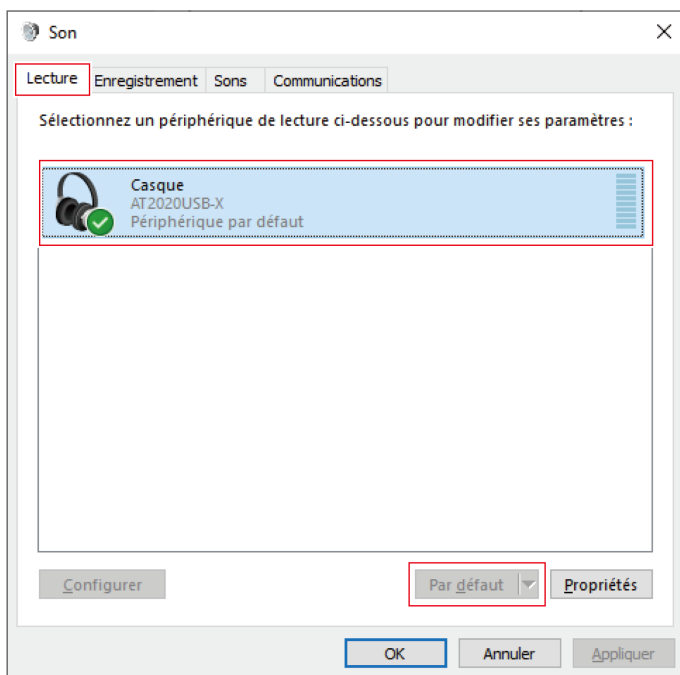 Son
Lecture Enregistrement Sons Communications
Sélectionnez un périphérique de lecture ci-dessous pour modifier ses paramètres :
Casque
AT2020USB-X
Périphérique par défaut
Configurer Par défaut Propriétés
OK Annuler Appliquer